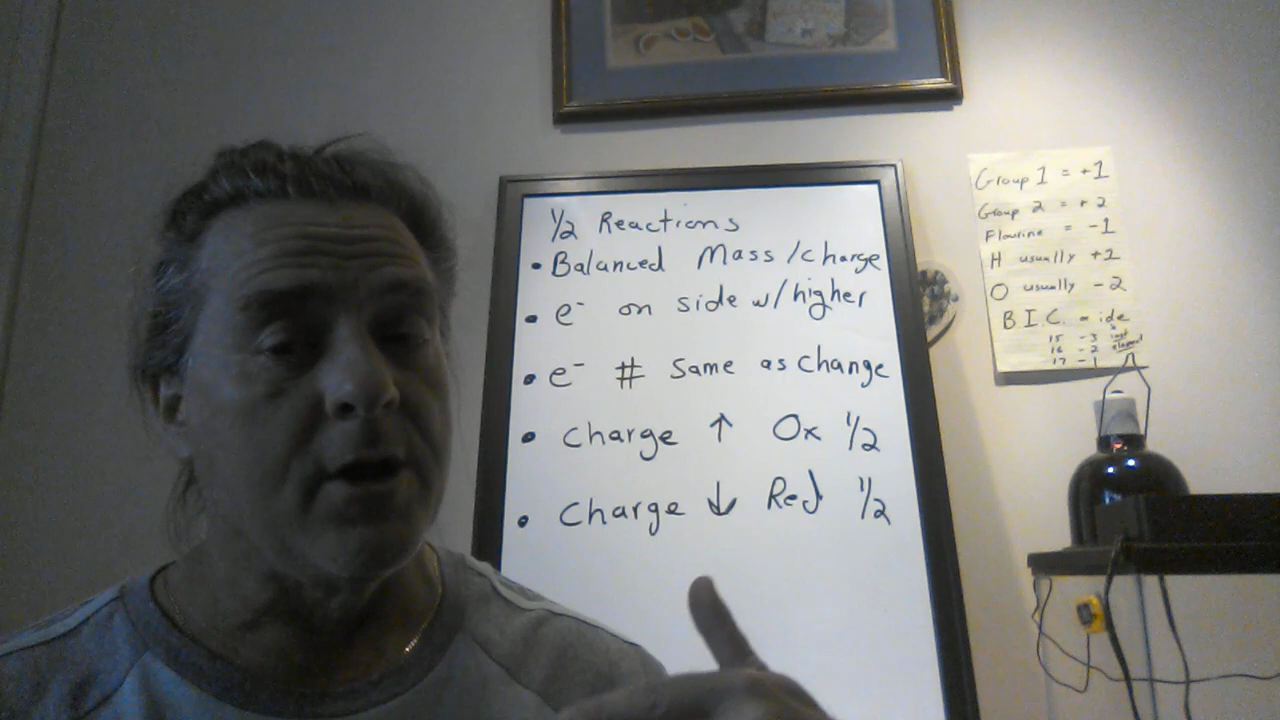 1/2 Reactions
• Balanced Mass/charge
• e⁻ on side w/higher
• e⁻ # Same as change
• Charge ↑ Ox 1/2
• Charge ↓ Red 1/2
Group 1 = +1
Group 2 = +2
Flourine = -1
H usually +1
O usually -2
B.I.C. = ide
15 -3
16 -2
17 -1